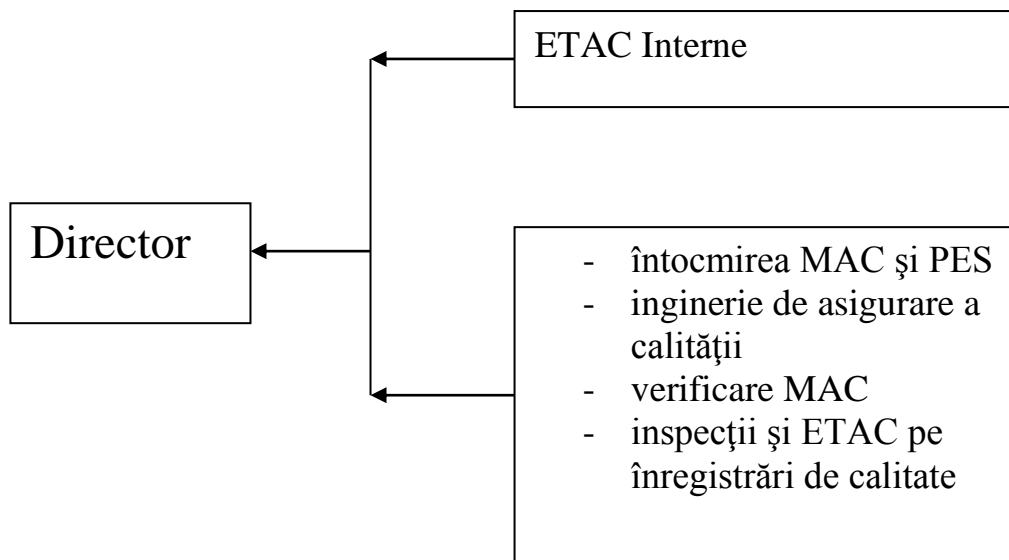 ETAC Interne
Director
- întocmirea MAC şi PES
- inginerie de asigurare a
calităţii
- verificare MAC
- inspecţii şi ETAC pe
înregistrări de calitate